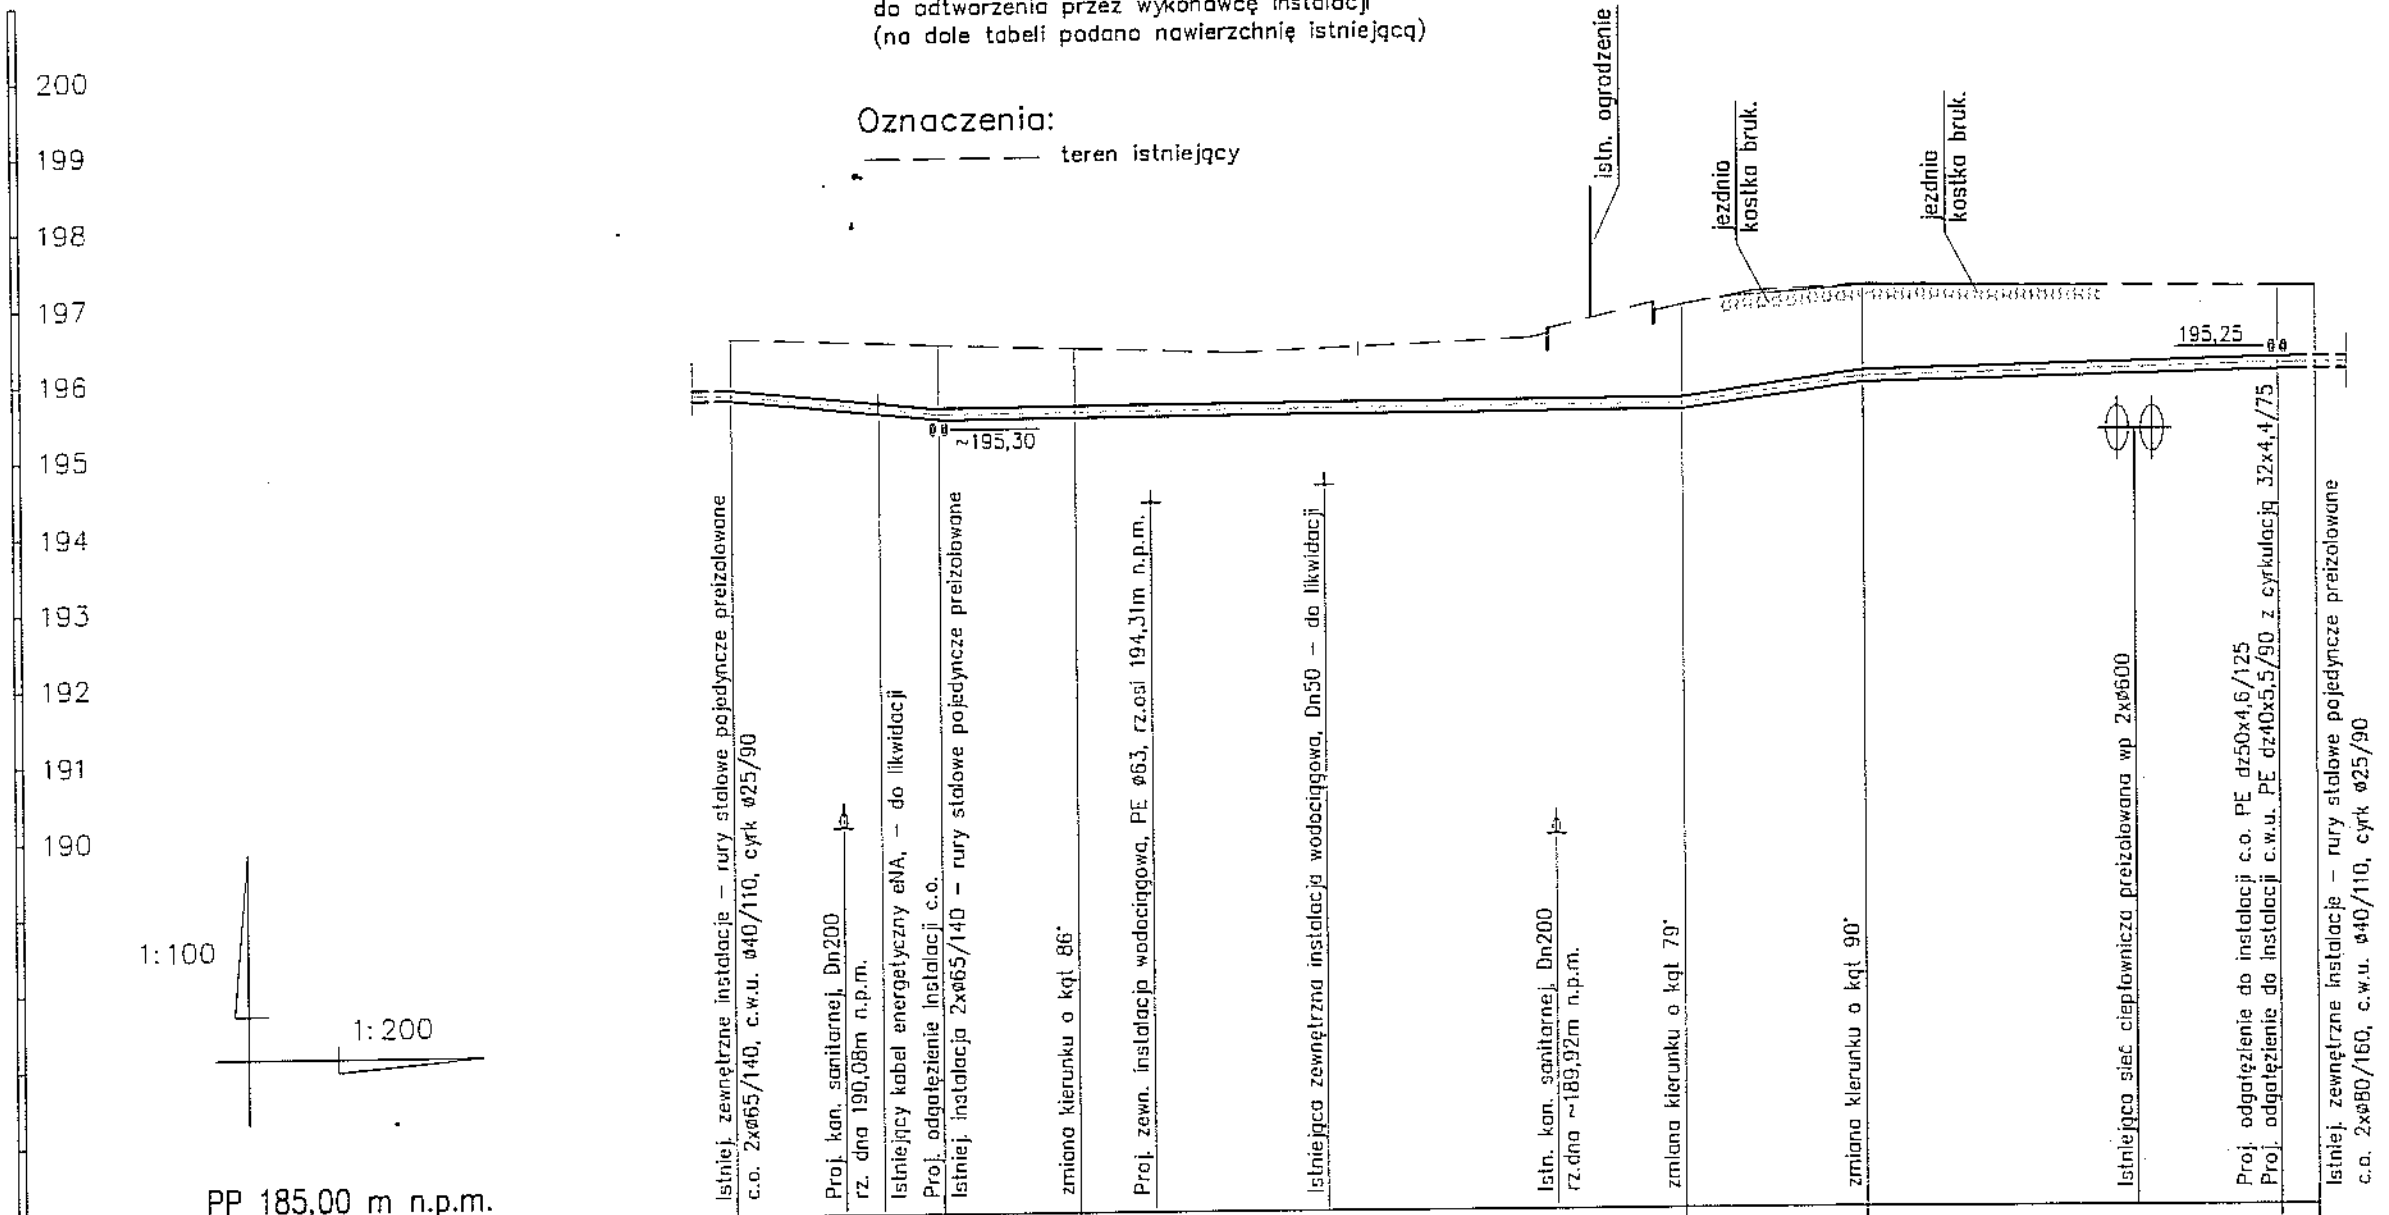 do odtworzenia przez wykonawcę instalacji
(na dole tabeli podano nawierzchnię istniejącą)
Oznaczenia:
teren istniejący
200
199
198
197
196
195
194
193
192
191
190
1:100
1:200
PP 185,00 m n.p.m.
istn. ogrodzenie
jezdnia
kostka bruk.
jezdnia
kostka bruk.
195,25
~195,30
Istniej. zewnętrzne instalacje – rury stalowe pojedyncze preizolowane
c.o. 2xø65/140, c.w.u. ø40/110, cyrk ø25/90
Proj. kan. sanitarnej, Dn200
rz. dna 190,08m n.p.m.
Istniejący kabel energetyczny eNA, – do likwidacji
Proj. odgałęzienie instalacji c.o.
Istniej. instalacja 2xø65/140 – rury stalowe pojedyncze preizolowane
zmiana kierunku o kąt 86°
Proj. zewn. instalacja wodociągowa, PE ø63, rz.osi 194,31m n.p.m.
Istniejąca zewnętrzna instalacja wodociągowa, Dn50 – do likwidacji
Istn. kan. sanitarnej, Dn200
rz.dna ~189,92m n.p.m.
zmiana kierunku o kąt 79°
zmiana kierunku o kąt 90°
Istniejąca sieć ciepłownicza preizolowana wp 2xø600
Proj. odgałęzienie do instalacji c.o. PE dz50x4,6/125
Proj. odgałęzienie do instalacji c.w.u. PE dz40x5,5/90 z cyrkulacją 32x4,4/75
Istniej. zewnętrzne instalacje – rury stalowe pojedyncze preizolowane
c.o. 2xø80/160, c.w.u. ø40/110, cyrk ø25/90